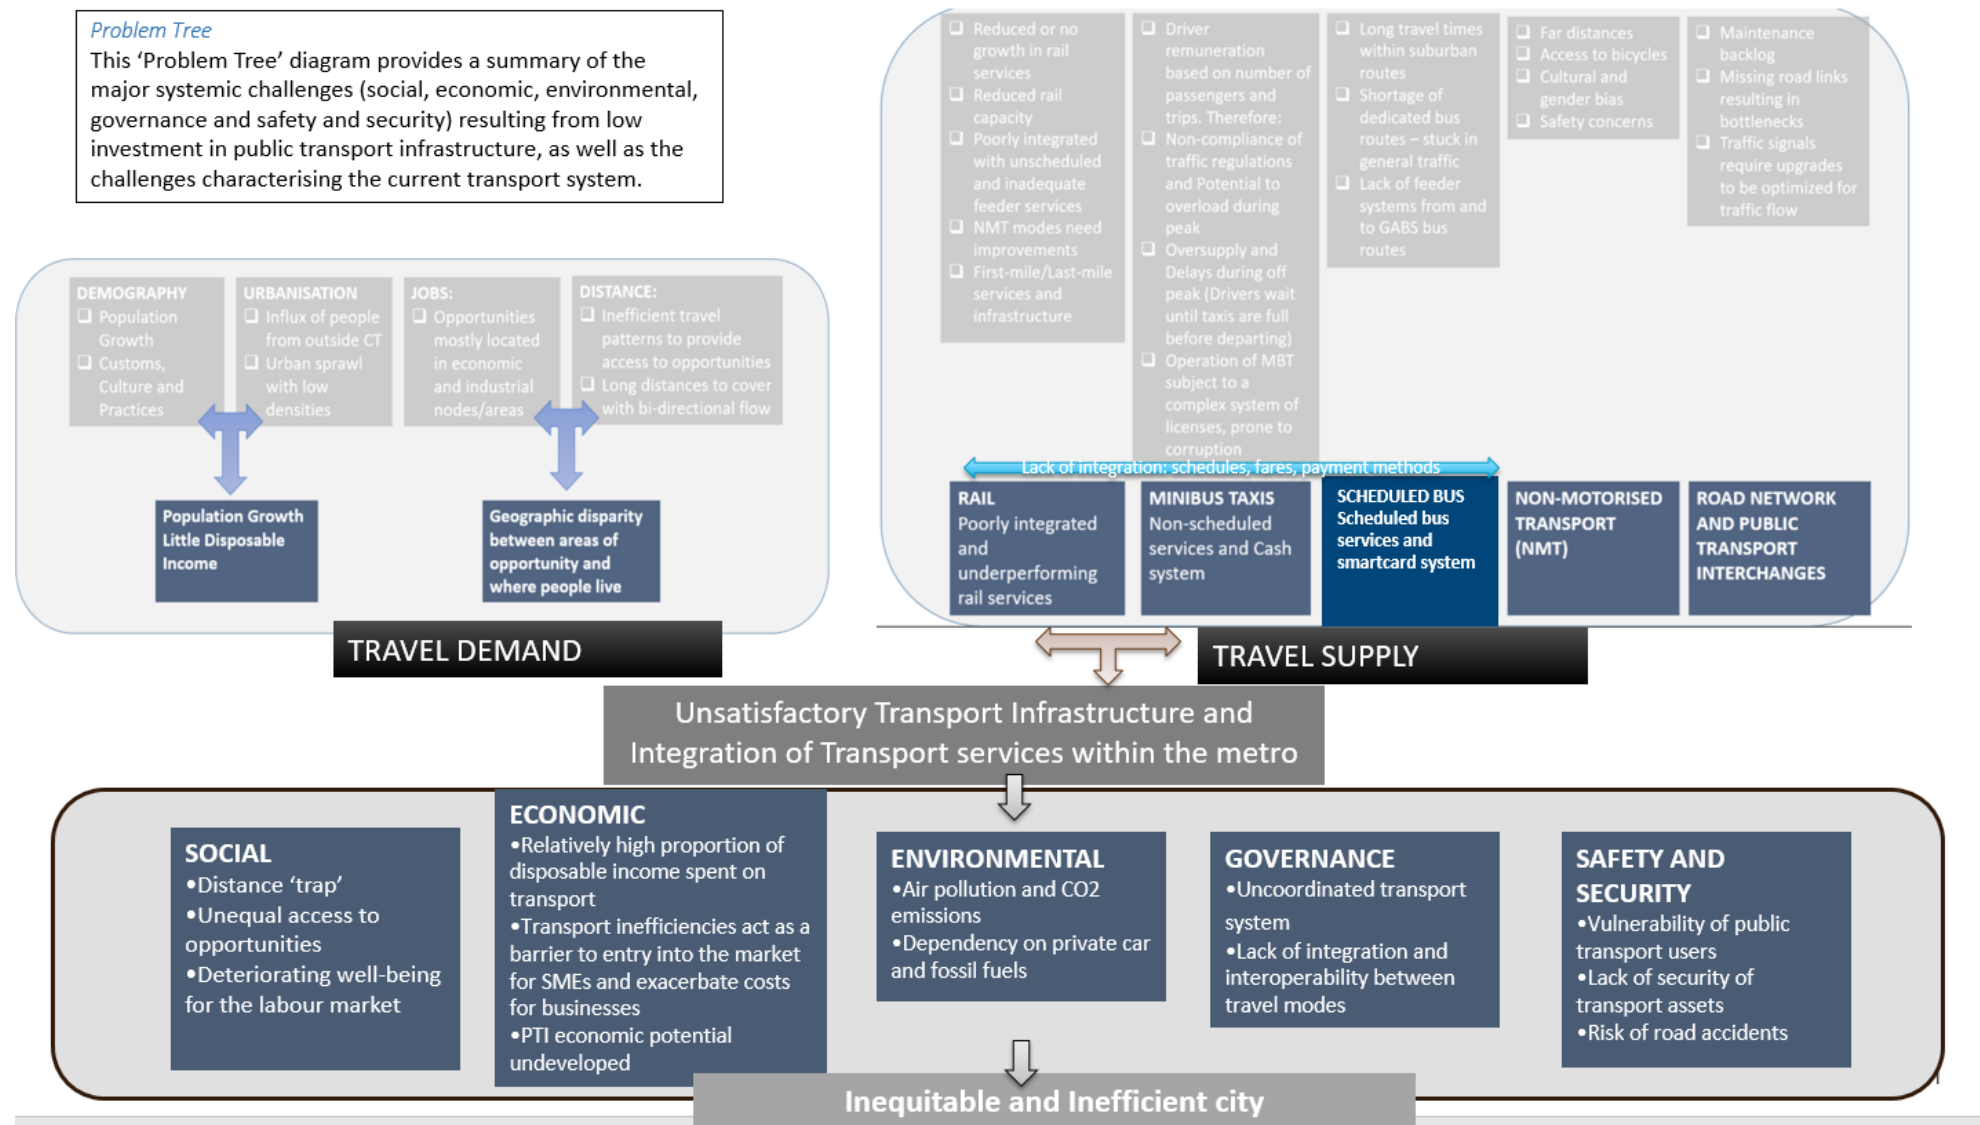 Problem Tree
This ‘Problem Tree’ diagram provides a summary of the
major systemic challenges (social, economic, environmental,
governance and safety and security) resulting from low
investment in public transport infrastructure, as well as the
challenges characterising the current transport system.
DEMOGRAPHY
❑ Population
Growth
❑ Customs,
Culture and
Practices
URBANISATION
❑ Influx of people
from outside CT
❑ Urban sprawl
with low
densities
JOBS:
❑ Opportunities
mostly located
in economic
and industrial
nodes/areas
DISTANCE:
❑ Inefficient travel
patterns to provide
access to opportunities
❑ Long distances to cover
with bi-directional flow
Population Growth
Little Disposable
Income
Geographic disparity
between areas of
opportunity and
where people live
TRAVEL DEMAND
❑ Reduced or no
growth in rail
services
❑ Reduced rail
capacity
❑ Poorly integrated
with unscheduled
and inadequate
feeder services
❑ NMT modes need
improvements
❑ First-mile/Last-mile
services and
infrastructure
❑ Driver
remuneration
based on number of
passengers and
trips. Therefore:
❑ Non-compliance of
traffic regulations
and Potential to
overload during
peak
❑ Oversupply and
Delays during off
peak (Drivers wait
until taxis are full
before departing)
❑ Operation of MBT
subject to a
complex system of
licenses, prone to
corruption
❑ Long travel times
within suburban
routes
❑ Shortage of
dedicated bus
routes – stuck in
general traffic
❑ Lack of feeder
systems from and
to GABS bus
routes
❑ Far distances
❑ Access to bicycles
❑ Cultural and
gender bias
❑ Safety concerns
❑ Maintenance
backlog
❑ Missing road links
resulting in
bottlenecks
❑ Traffic signals
require upgrades
to be optimized for
traffic flow
Lack of integration: schedules, fares, payment methods
RAIL
Poorly integrated
and
underperforming
rail services
MINIBUS TAXIS
Non-scheduled
services and Cash
system
SCHEDULED BUS
Scheduled bus
services and
smartcard system
NON-MOTORISED
TRANSPORT
(NMT)
ROAD NETWORK
AND PUBLIC
TRANSPORT
INTERCHANGES
TRAVEL SUPPLY
Unsatisfactory Transport Infrastructure and
Integration of Transport services within the metro
SOCIAL
•Distance ‘trap’
•Unequal access to
opportunities
•Deteriorating well-being
for the labour market
ECONOMIC
•Relatively high proportion of
disposable income spent on
transport
•Transport inefficiencies act as a
barrier to entry into the market
for SMEs and exacerbate costs
for businesses
•PTI economic potential
undeveloped
ENVIRONMENTAL
•Air pollution and CO2
emissions
•Dependency on private car
and fossil fuels
GOVERNANCE
•Uncoordinated transport
system
•Lack of integration and
interoperability between
travel modes
SAFETY AND
SECURITY
•Vulnerability of public
transport users
•Lack of security of
transport assets
•Risk of road accidents
Inequitable and Inefficient city